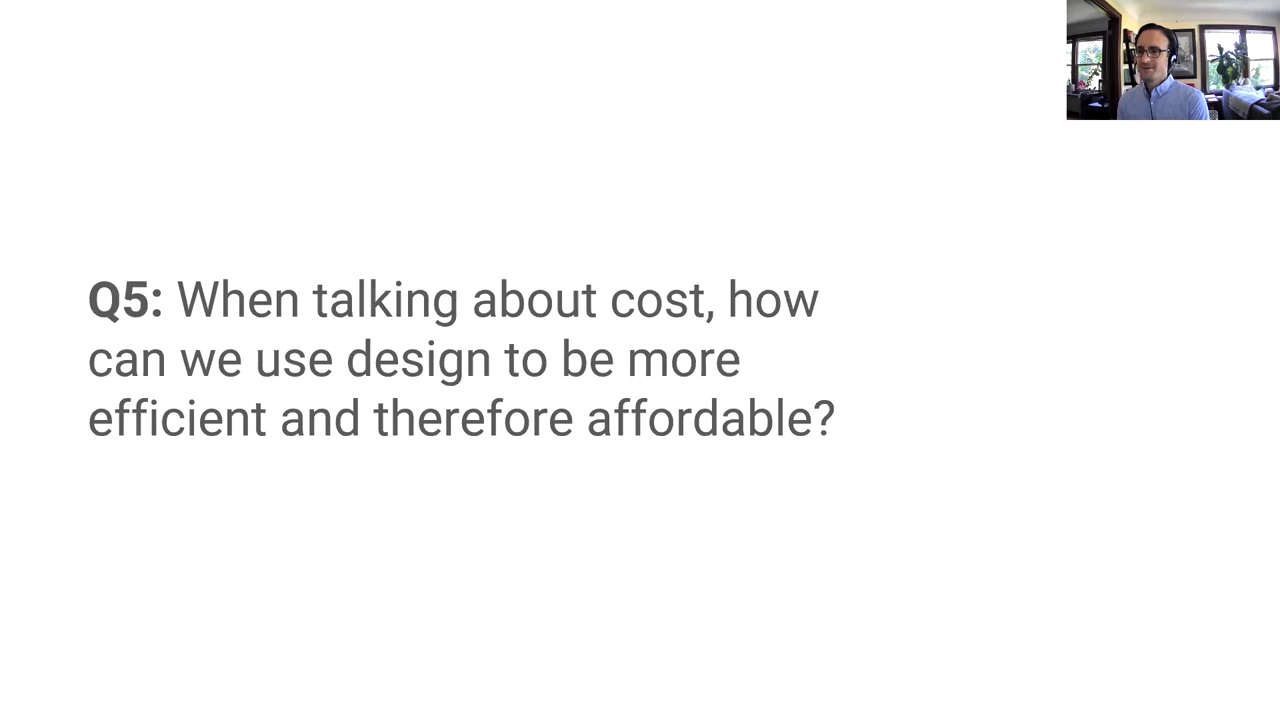 Q5: When talking about cost, how
can we use design to be more
efficient and therefore affordable?